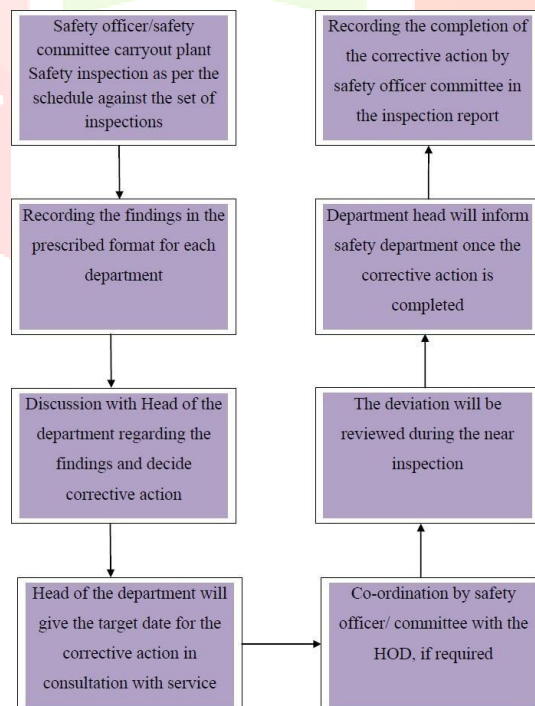 Safety officer/safety
committee carryout plant
Safety inspection as per the
schedule against the set of
inspections
Recording the findings in the
prescribed format for each
department
Discussion with Head of the
department regarding the
findings and decide
corrective action
Head of the department will
give the target date for the
corrective action in
consultation with service
Co-ordination by safety
officer/ committee with the
HOD, if required
The deviation will be
reviewed during the near
inspection
Department head will inform
safety department once the
corrective action is
completed
Recording the completion of
the corrective action by
safety officer committee in
the inspection report